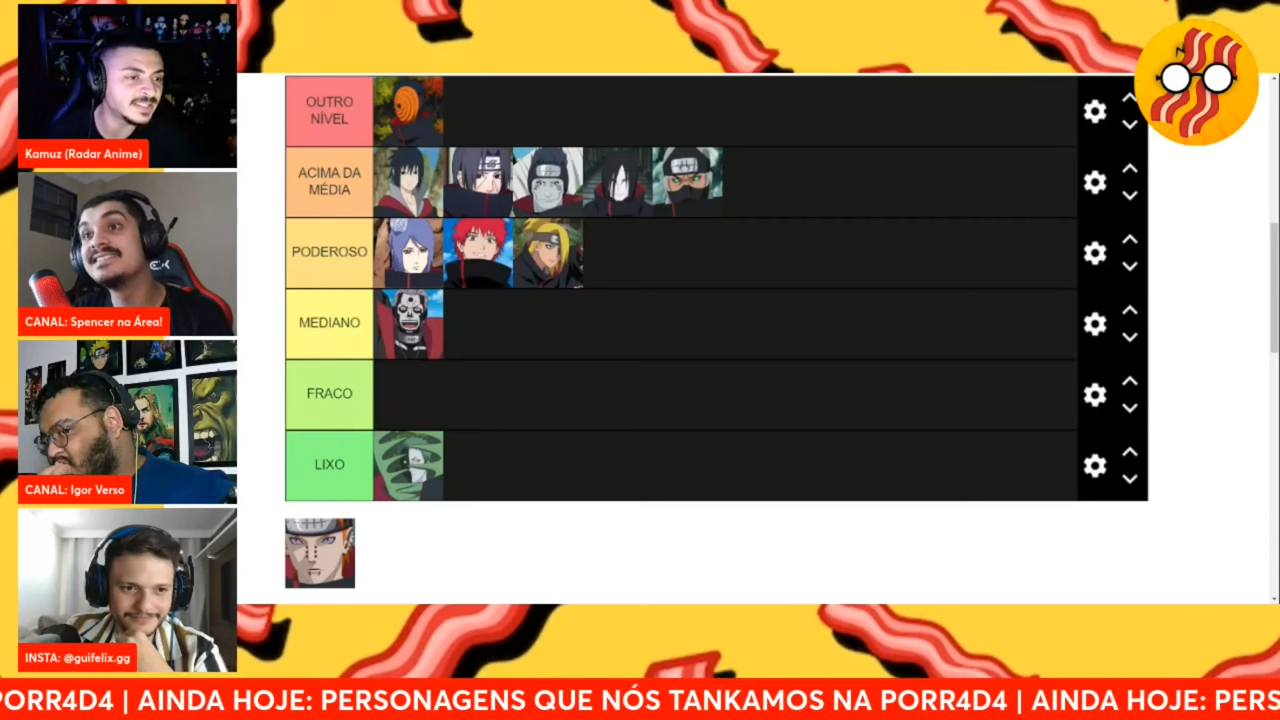 Kamuz (Radar Anime)
CANAL: Spencer na Área!
CANAL: Igor Verso
INSTA: @guifelix.gg
OUTRO
NÍVEL
ACIMA DA
MÉDIA
PODEROSO
MEDIANO
FRACO
LIXO
PORR4D4 | AINDA HOJE: PERSONAGENS QUE NÓS TANKAMOS NA PORR4D4 | AINDA HOJE: PERS